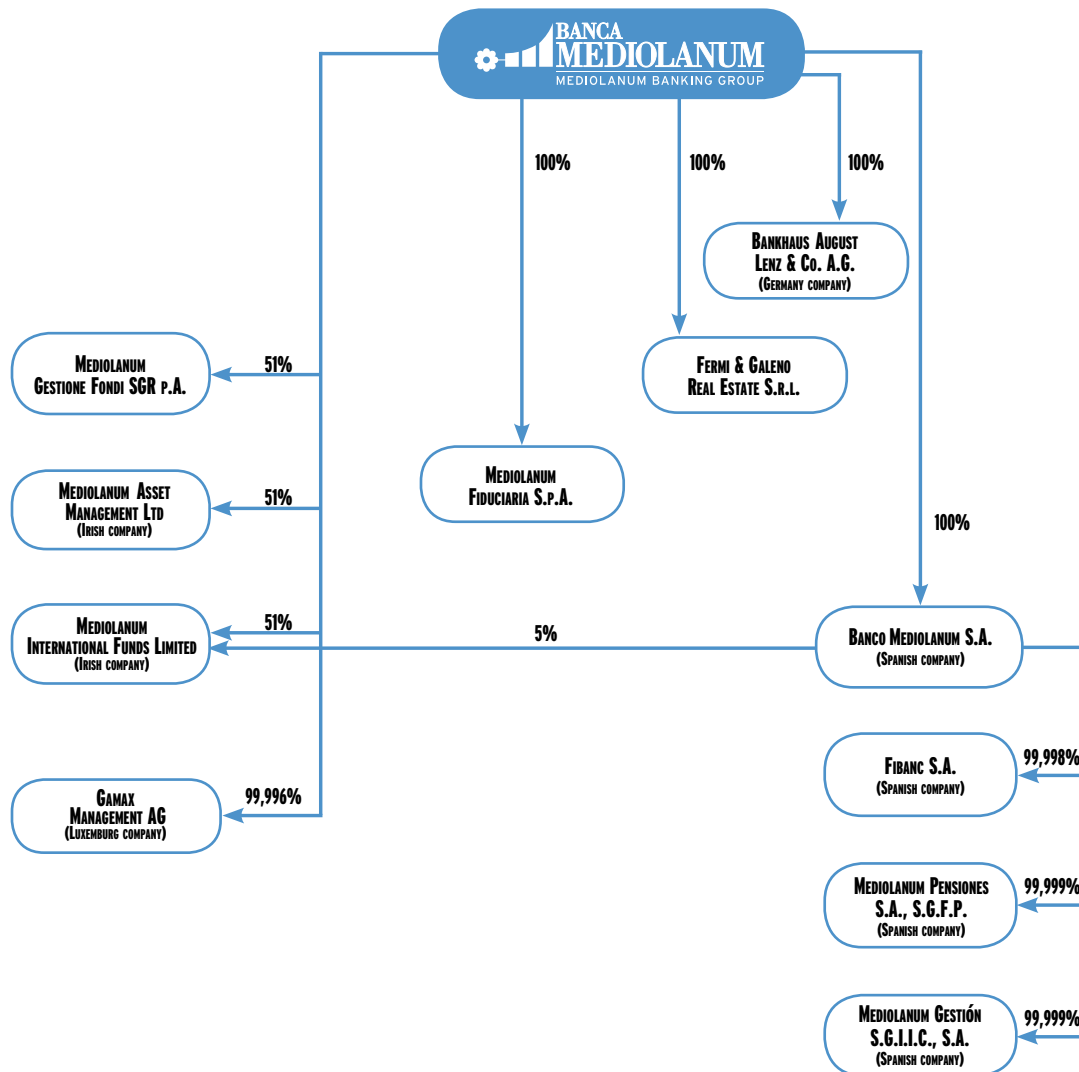 BANCA
MEDIOLANUM
MEDIOLANUM BANKING GROUP
100%
100%
100%
Bankhaus August
Lenz & Co. A.G.
(Germany company)
Mediolanum
Gestione Fondi SGR p.A.
51%
Fermi & Galeno
Real Estate S.r.l.
Mediolanum
Fiduciaria S.p.A.
Mediolanum Asset
Management Ltd
(Irish company)
51%
100%
Mediolanum
International Funds Limited
(Irish company)
51%
5%
Banco Mediolanum S.A.
(Spanish company)
Fibanc S.A.
(Spanish company)
99,998%
Gamax
Management AG
(Luxemburg company)
99,996%
Mediolanum Pensiones
S.A., S.G.F.P.
(Spanish company)
99,999%
Mediolanum Gestión
S.G.I.I.C., S.A.
(Spanish company)
99,999%